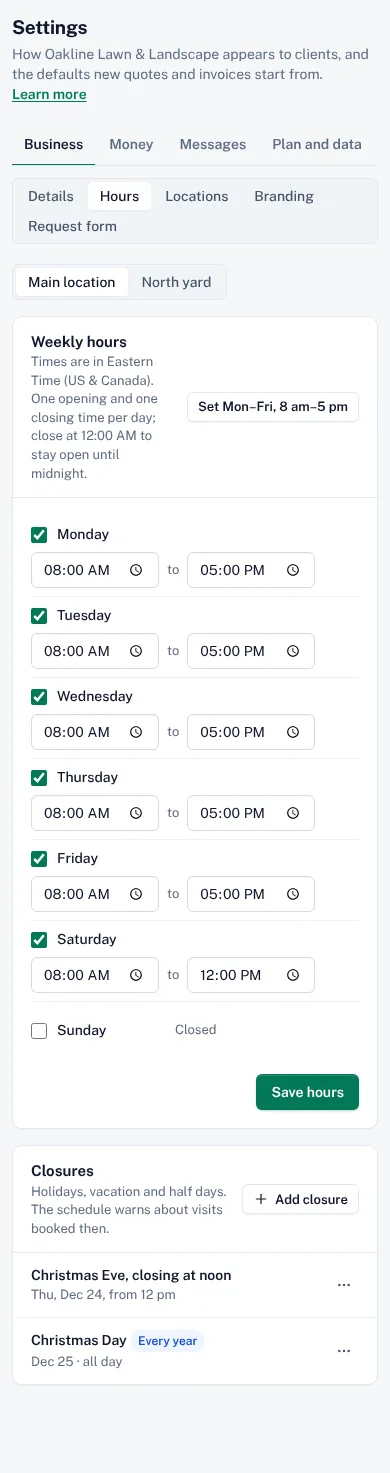 Settings
How Oakline Lawn & Landscape appears to clients, and
the defaults new quotes and invoices start from.
Learn more
Business Money Messages Plan and data
Details Hours Locations Branding
Request form
Main location North yard
Weekly hours
Times are in Eastern
Time (US & Canada).
One opening and one
closing time per day;
close at 12:00 AM to
stay open until
midnight.
Set Mon–Fri, 8 am–5 pm
Monday
08:00 AM to 05:00 PM
Tuesday
08:00 AM to 05:00 PM
Wednesday
08:00 AM to 05:00 PM
Thursday
08:00 AM to 05:00 PM
Friday
08:00 AM to 05:00 PM
Saturday
08:00 AM to 12:00 PM
Sunday Closed
Save hours
Closures
Holidays, vacation and half days.
The schedule warns about visits
booked then.
+ Add closure
Christmas Eve, closing at noon
Thu, Dec 24, from 12 pm
Christmas Day Every year
Dec 25 · all day